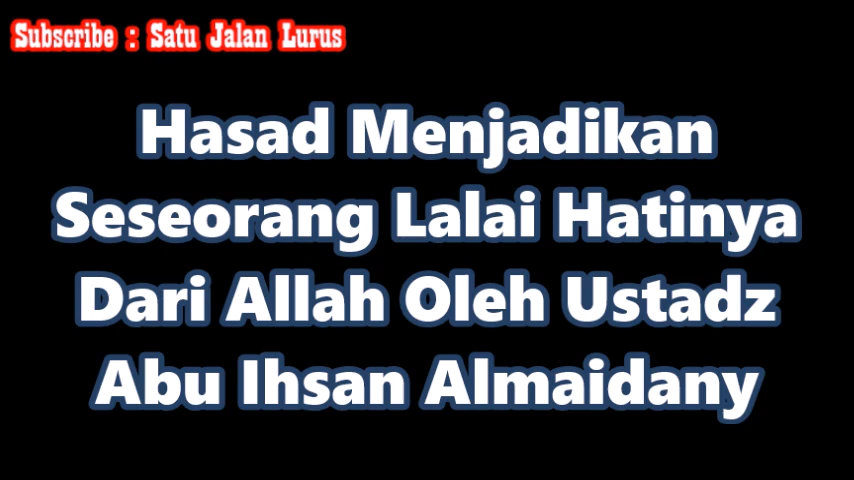 Subscribe : Satu Jalan Lurus
Hasad Menjadikan
Seseorang Lalai Hatinya
Dari Allah Oleh Ustadz
Abu Ihsan Almaidany